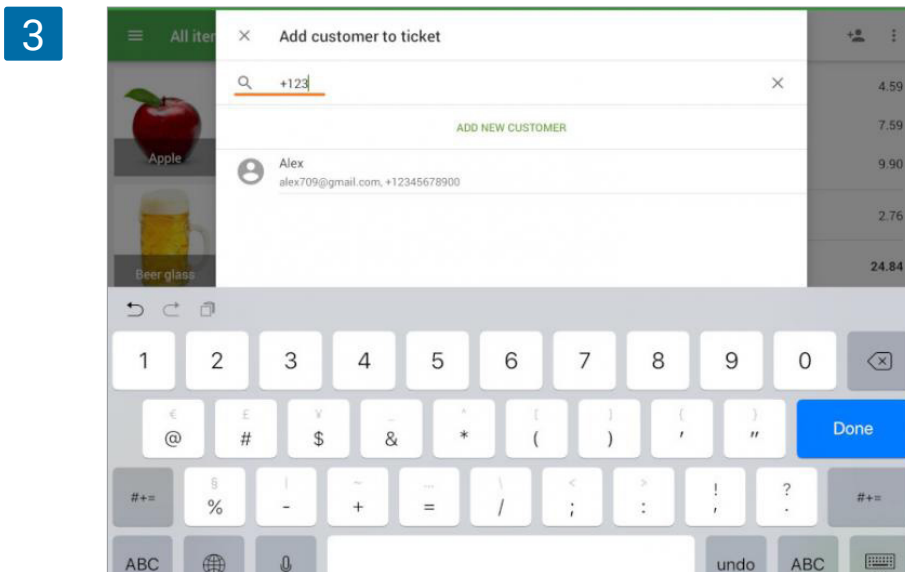 3
All iter
Add customer to ticket
+123
ADD NEW CUSTOMER
Alex
alex709@gmail.com, +12345678900
Apple
Beer glass
4.59
7.59
9.90
2.76
24.84
1 2 3 4 5 6 7 8 9 0
€ £ ¥ _ ^ [ ] { }
@ # $ & * ( ) ' "
Done
§ | ~ … \ < > ! ?
#+= % - + = / ; : , . #+=
ABC undo ABC